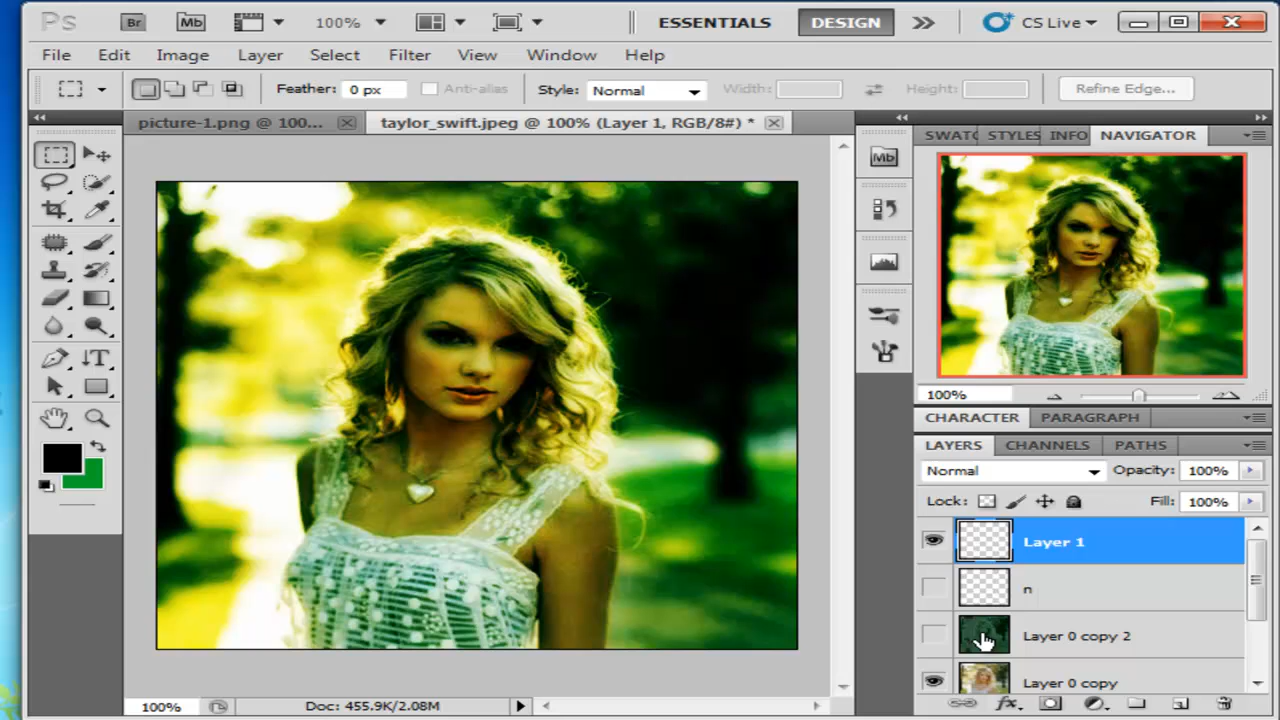 Ps Br Mb 100% ESSENTIALS DESIGN CS Live
File Edit Image Layer Select Filter View Window Help
Feather: 0 px Anti-alias Style: Normal Width: Height: Refine Edge...
picture-1.png @ 100... taylor_swift.jpeg @ 100% (Layer 1, RGB/8#) *
SWATC STYLES INFO NAVIGATOR
Mb
100%
CHARACTER PARAGRAPH
LAYERS CHANNELS PATHS
Normal Opacity: 100%
Lock: Fill: 100%
Layer 1
n
Layer 0 copy 2
Layer 0 copy
100% Doc: 455.9K/2.08M